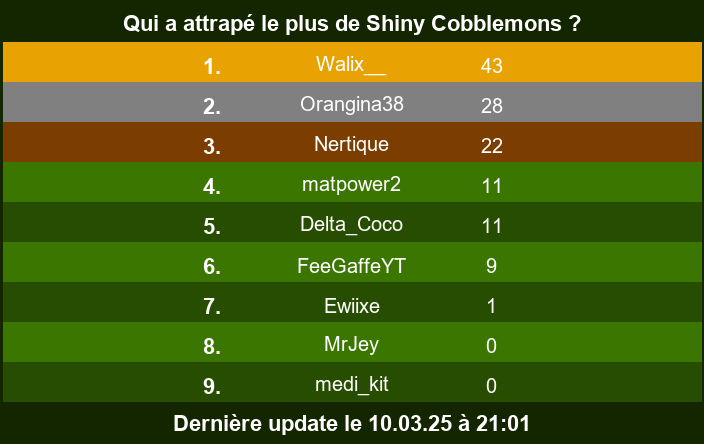 Qui a attrapé le plus de Shiny Cobblemons ?
1. Walix__ 43
2. Orangina38 28
3. Nertique 22
4. matpower2 11
5. Delta_Coco 11
6. FeeGaffeYT 9
7. Ewiixe 1
8. MrJey 0
9. medi_kit 0
Dernière update le 10.03.25 à 21:01